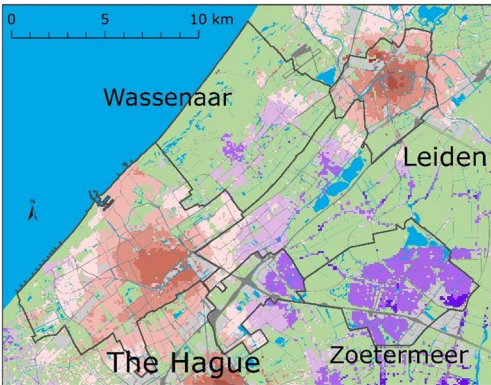 0 5 10 km
Wassenaar
Leiden
N
The Hague
Zoetermeer